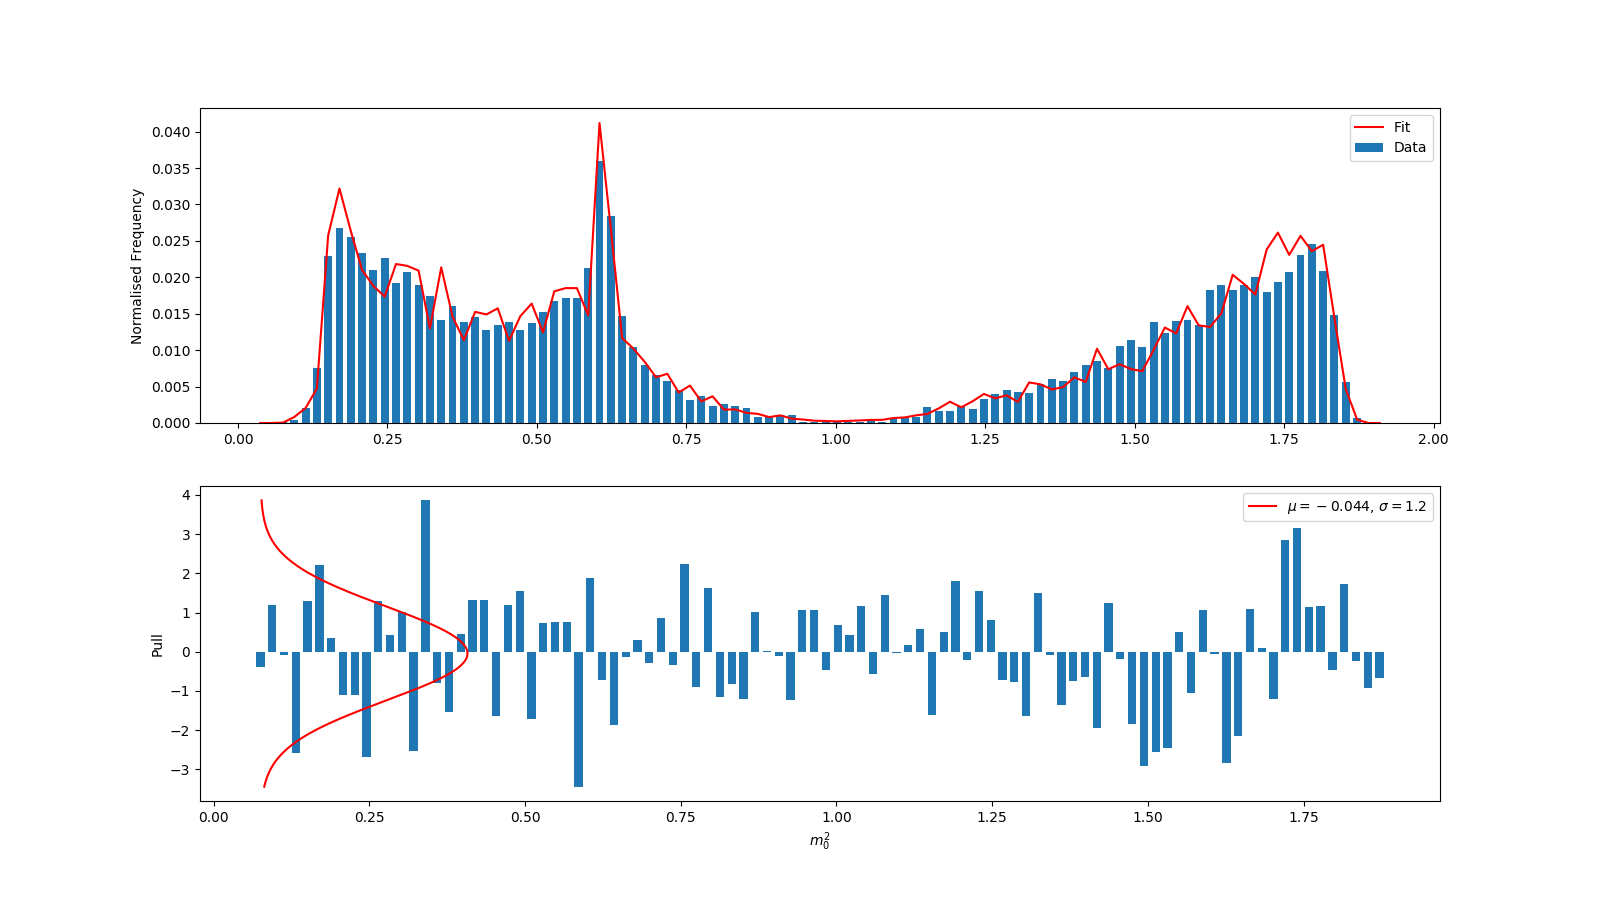 Normalised Frequency
0.040
0.035
0.030
0.025
0.020
0.015
0.010
0.005
0.000
0.00 0.25 0.50 0.75 1.00 1.25 1.50 1.75 2.00
Fit
Data
Pull
4
3
2
1
0
−1
−2
−3
0.00 0.25 0.50 0.75 1.00 1.25 1.50 1.75
μ = − 0.044, σ = 1.2
m₀²